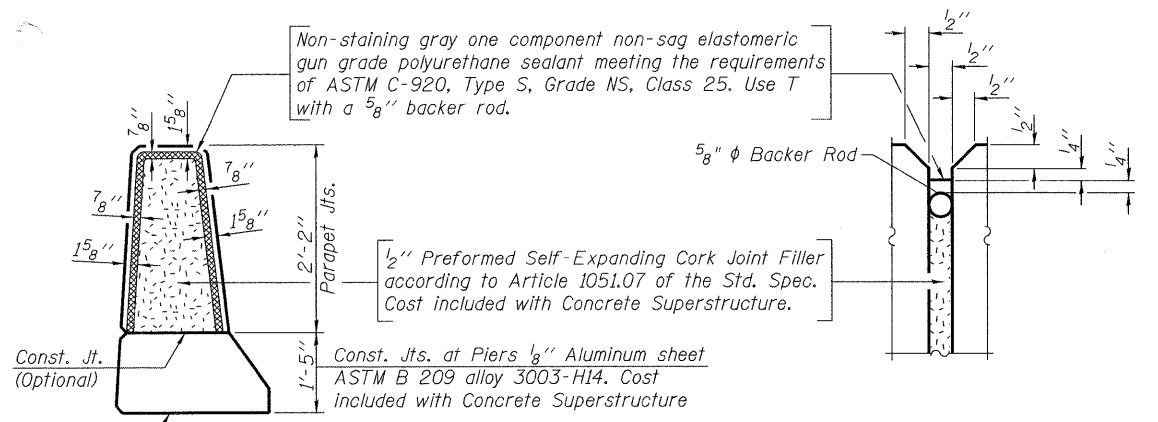 Non-staining gray one component non-sag elastomeric
gun grade polyurethane sealant meeting the requirements
of ASTM C-920, Type S, Grade NS, Class 25. Use T
with a 5/8" backer rod.
7/8"
1 5/8"
7/8"
7/8"
1 5/8"
1 5/8"
2'-2"
Parapet Jts.
1/2"
1/2"
1/2"
1/2"
1/4"
1/4"
5/8" ϕ Backer Rod
1/2" Preformed Self-Expanding Cork Joint Filler
according to Article 1051.07 of the Std. Spec.
Cost included with Concrete Superstructure.
Const. Jt.
(Optional)
1'-5"
Const. Jts. at Piers 1/8" Aluminum sheet
ASTM B 209 alloy 3003-H14. Cost
included with Concrete Superstructure